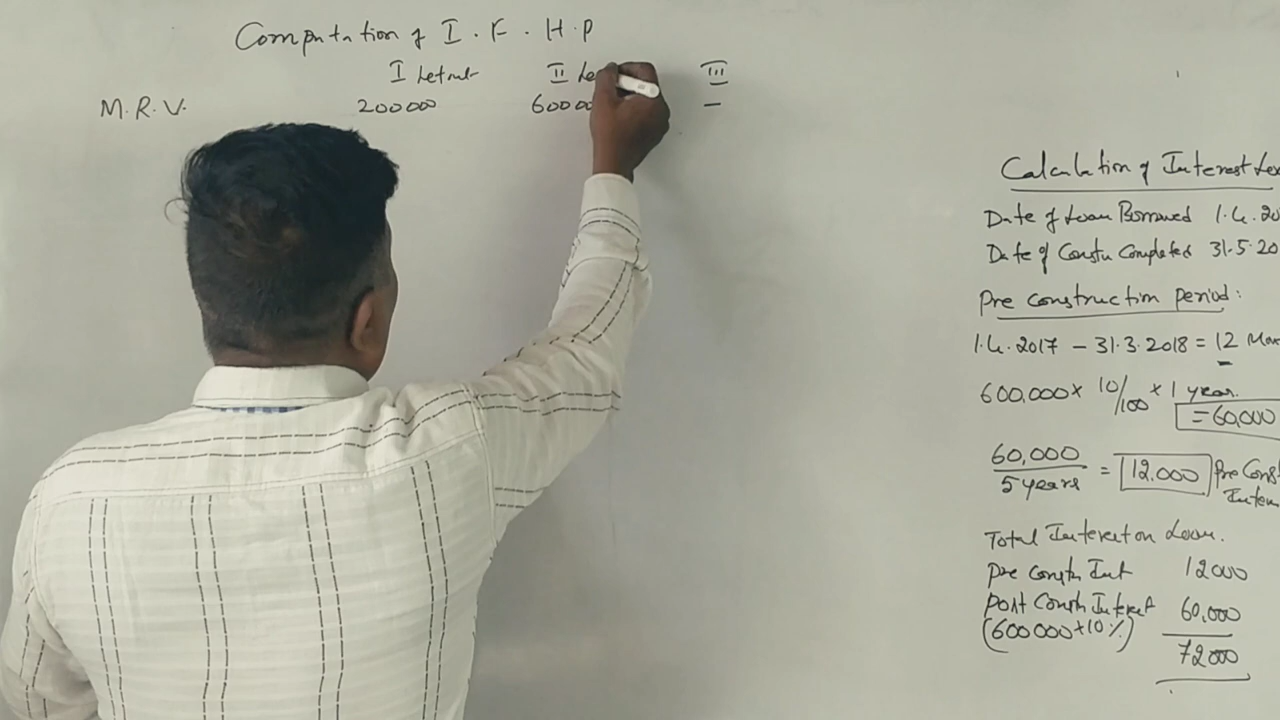 Computation of I. F. H. P
I Letout II Le III
M. R. V. 200000 60000 –
Calculation of Interest
Date of Loan Borrowed 1.4.20
Date of Constn Completed 31.5.20
Pre construction period:
1.4.2017 – 31.3.2018 = 12
600,000 × 10/100 × 1 year.
= 60,000
60,000 / 5 years = 12.000 Pre Cons
Total Interest on Loan.
Pre Constn Int 12000
Post Constn Interest 60,000
(600000 × 10%)
72000